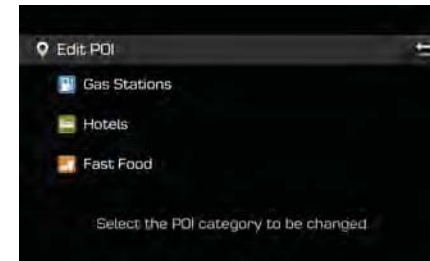 Edit POI
Gas Stations
Hotels
Fast Food
Select the POI category to be changed